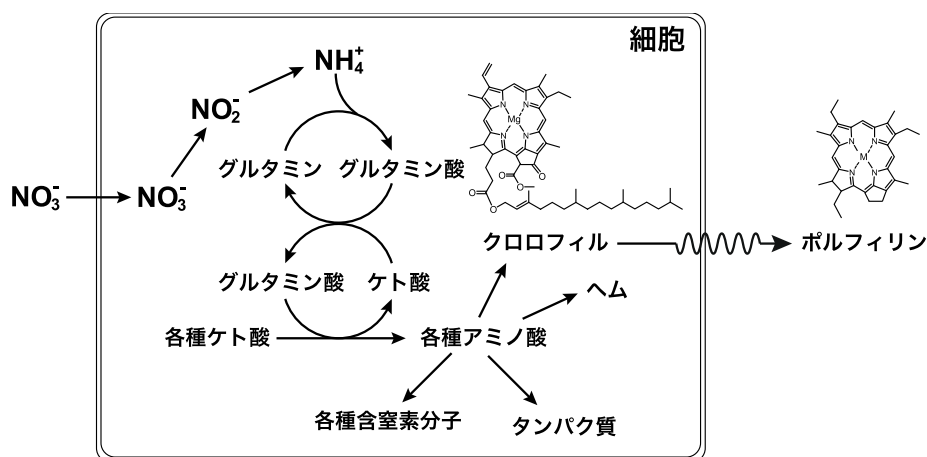 細胞
NH₄⁺
NO₂⁻
NO₃⁻
NO₃⁻
グルタミン
グルタミン酸
Mg
N
N
N
N
O
O
O
O
O
M
N
N
N
N
クロロフィル
ポルフィリン
グルタミン酸
ケト酸
ヘム
各種ケト酸
各種アミノ酸
各種含窒素分子
タンパク質